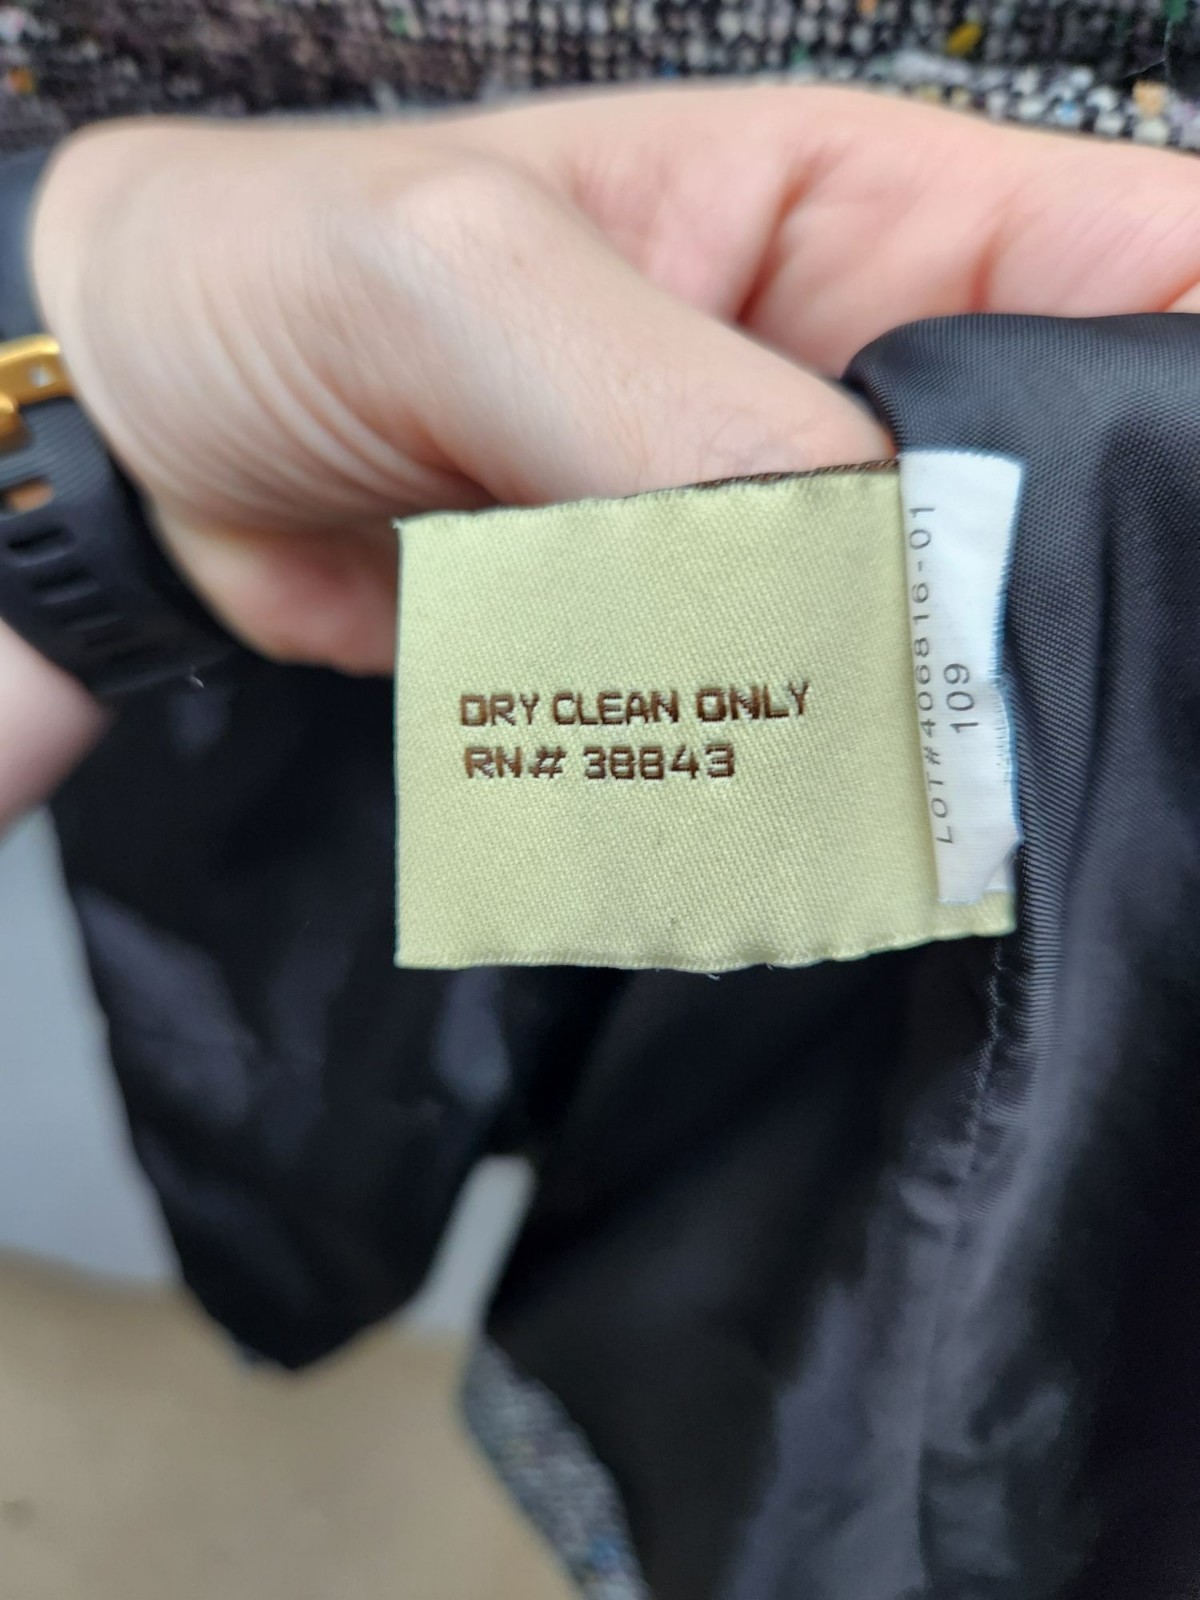 DRY CLEAN ONLY
RN# 38843
LOT#406816-01
109